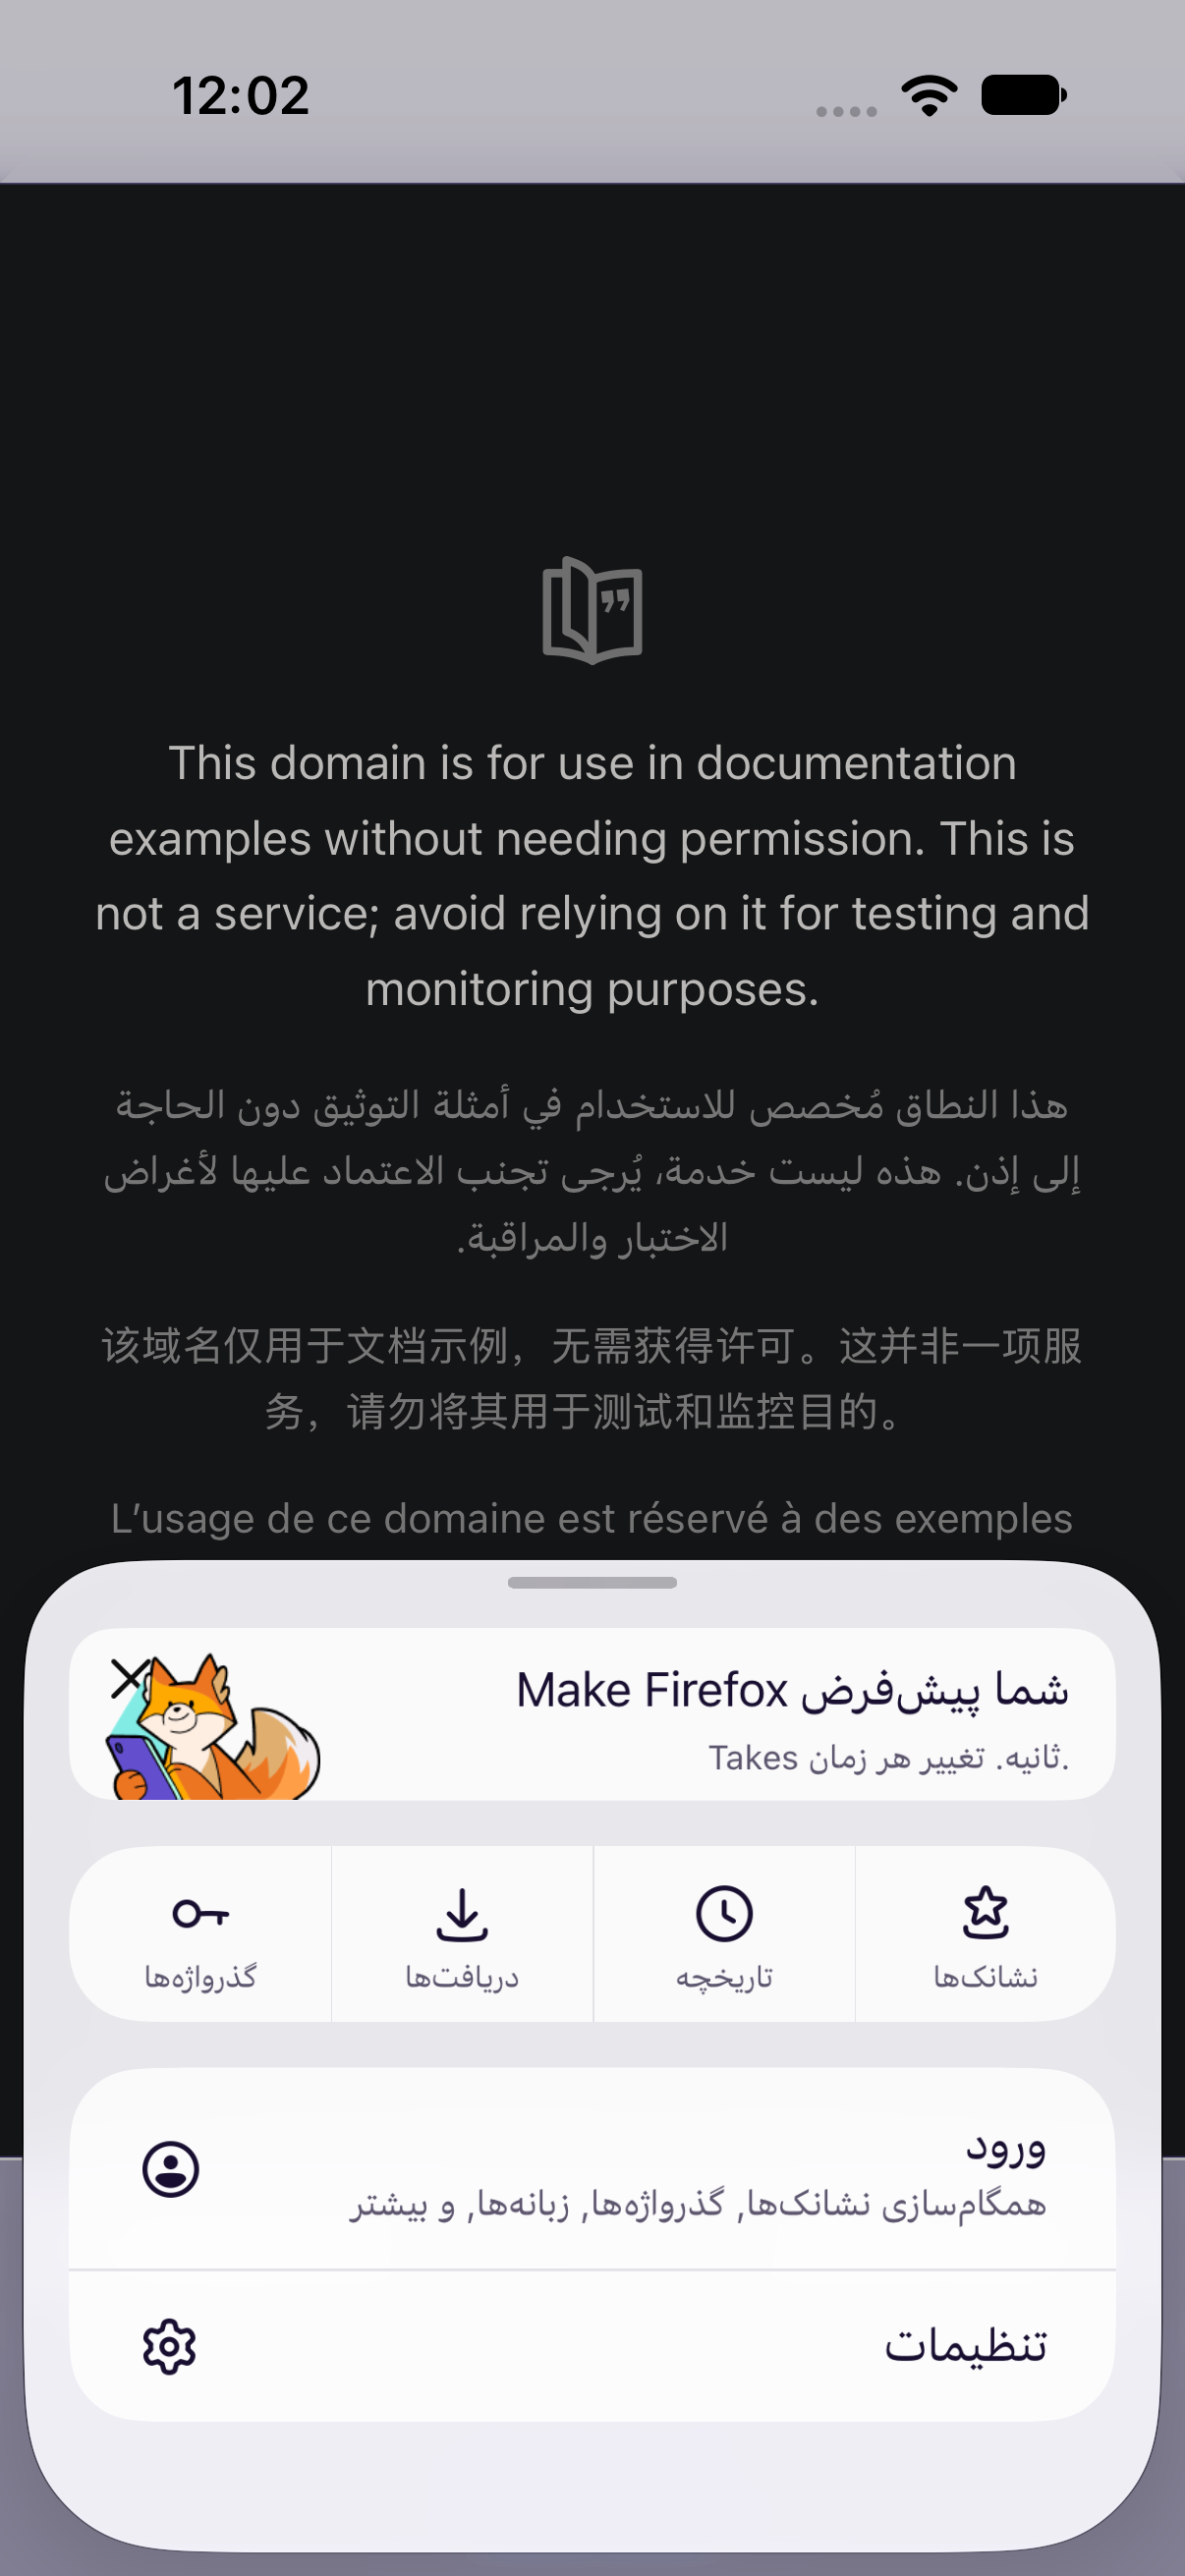 12:02
This domain is for use in documentation
examples without needing permission. This is
not a service; avoid relying on it for testing and
monitoring purposes.
هذا النطاق مُخصص للاستخدام في أمثلة التوثيق دون الحاجة
إلى إذن. هذه ليست خدمة، يُرجى تجنب الاعتماد عليها لأغراض
الاختبار والمراقبة.
该域名仅用于文档示例，无需获得许可。这并非一项服
务，请勿将其用于测试和监控目的。
L’usage de ce domaine est réservé à des exemples
شما پیش‌فرض Make Firefox
.ثانیه. تغییر هر زمان Takes
نشانک‌ها
تاریخچه
دریافت‌ها
گذرواژه‌ها
ورود
همگام‌سازی نشانک‌ها, گذرواژه‌ها, زبانه‌ها, و بیشتر
تنظیمات